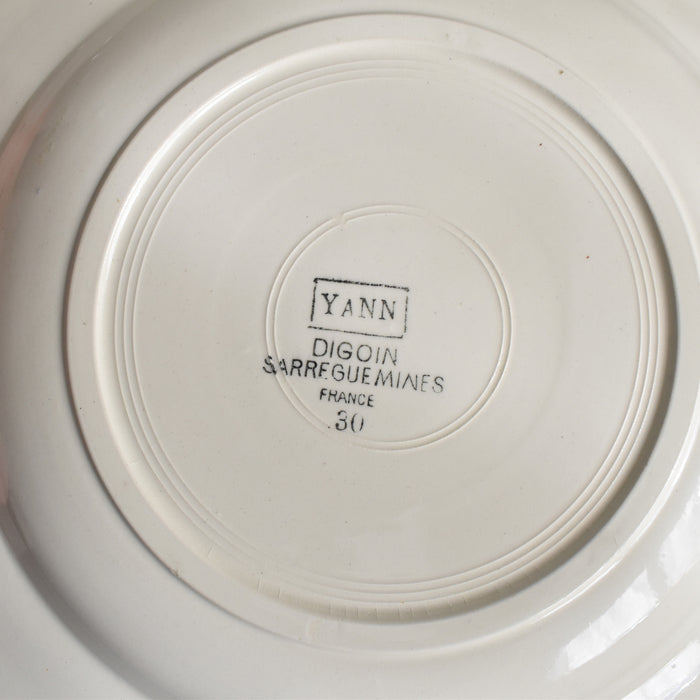 YANN
DIGOIN
SARREGUEMINES
FRANCE
.30